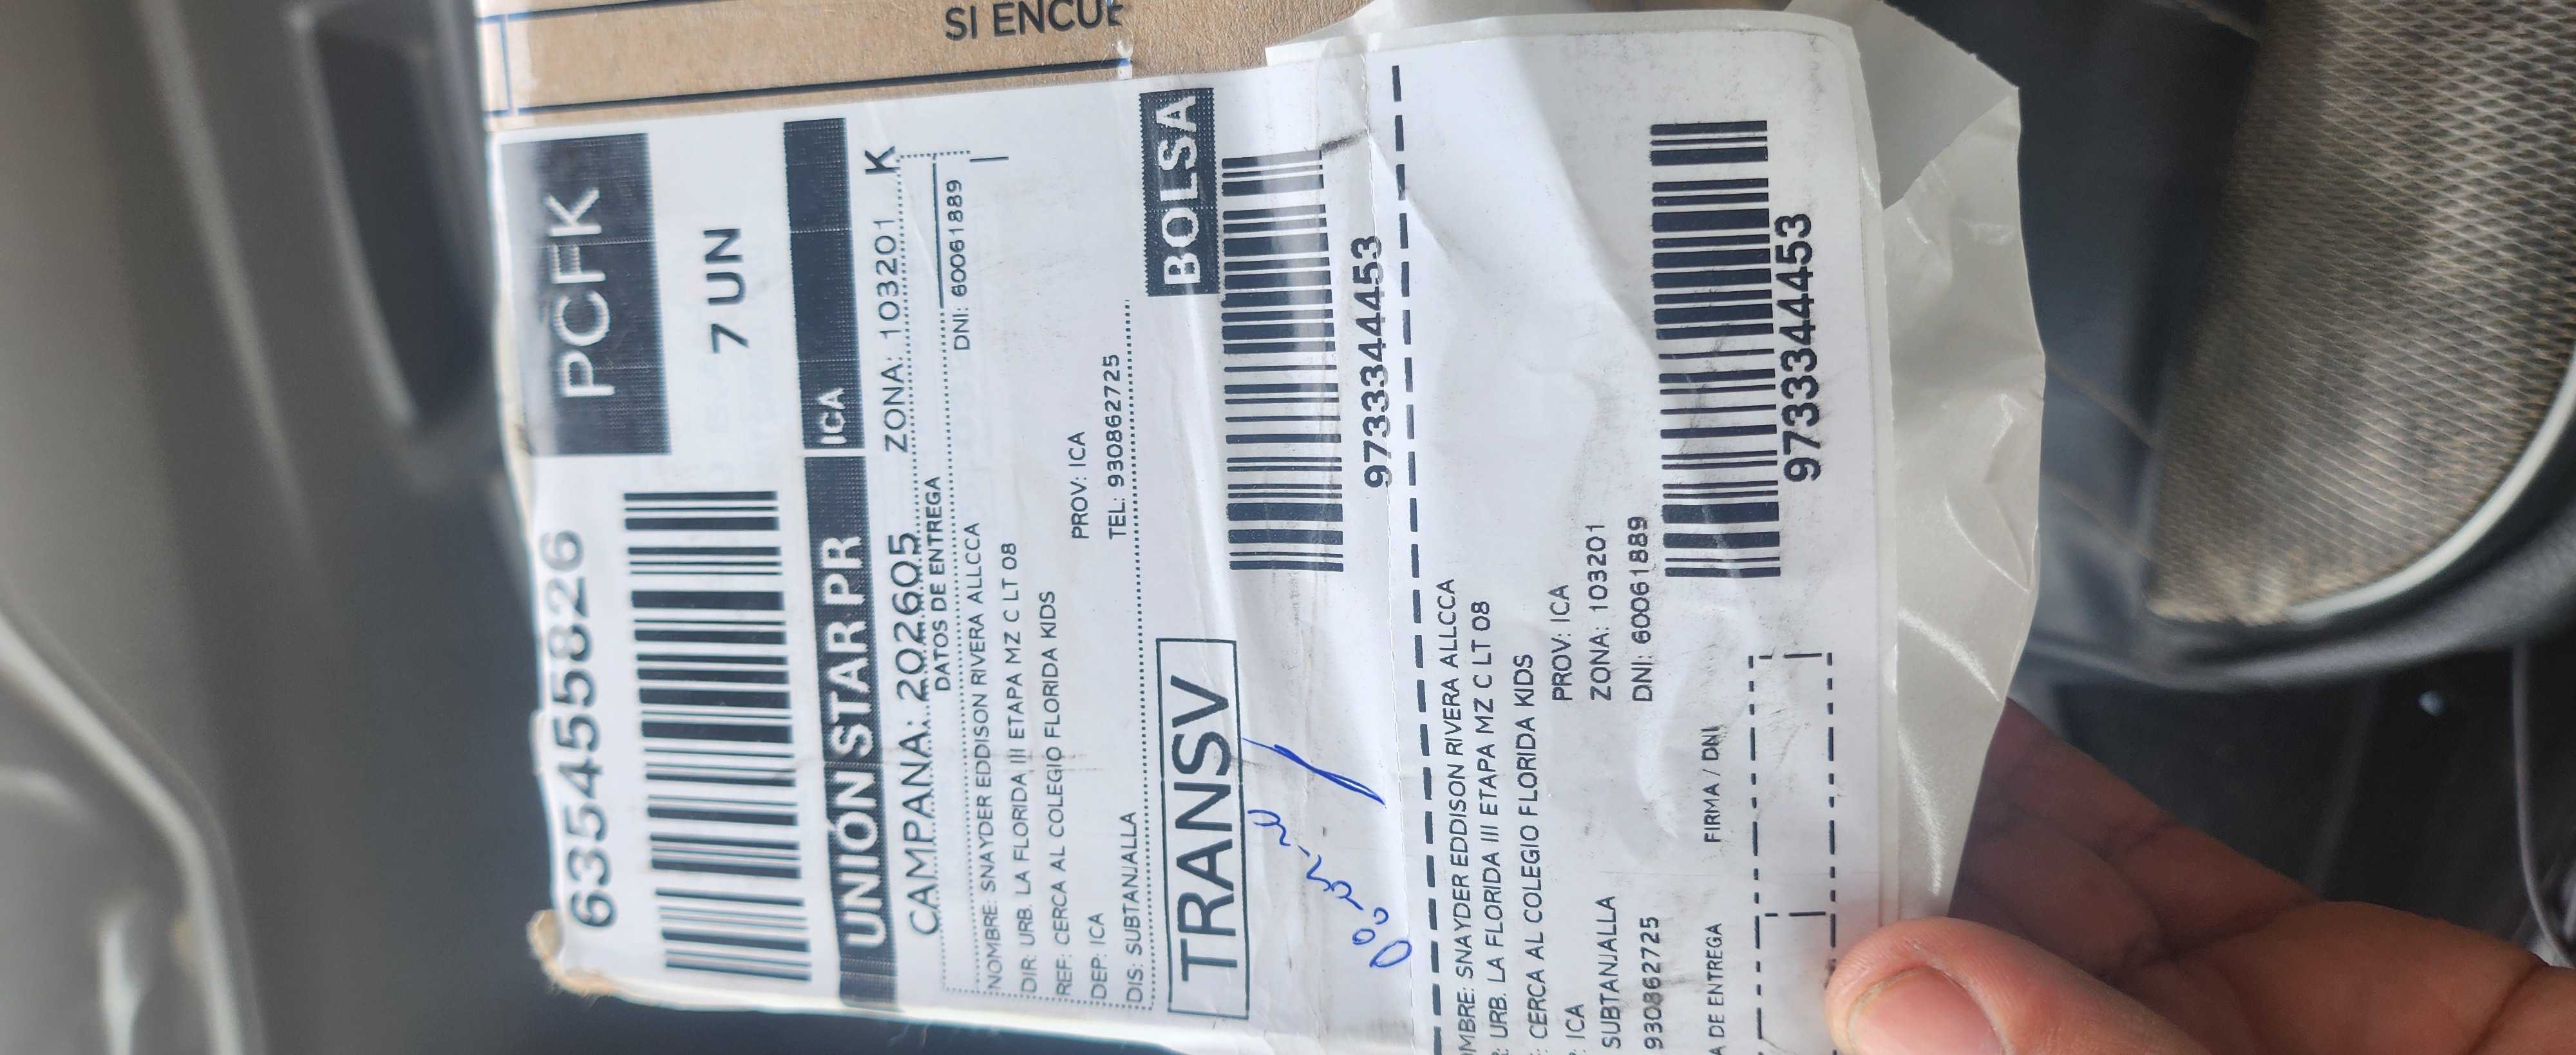 SI ENCUE
6354455826
PCFK
7 UN
UNIÓN STAR PR ICA
CAMPANA: 202605 ZONA: 103201 K
DATOS DE ENTREGA
NOMBRE: SNAYDER EDDISON RIVERA ALLCCA DNI: 60061889
DIR: URB. LA FLORIDA III ETAPA MZ C LT 08
REF: CERCA AL COLEGIO FLORIDA KIDS
DEP: ICA PROV: ICA
DIS: SUBTANJALLA TEL: 930862725
TRANSV BOLSA
9733344453
OMBRE: SNAYDER EDDISON RIVERA ALLCCA
: URB. LA FLORIDA III ETAPA MZ C LT 08
: CERCA AL COLEGIO FLORIDA KIDS
: ICA PROV: ICA
SUBTANJALLA ZONA: 103201
930862725 DNI: 60061889
A DE ENTREGA FIRMA / DNI
9733344453